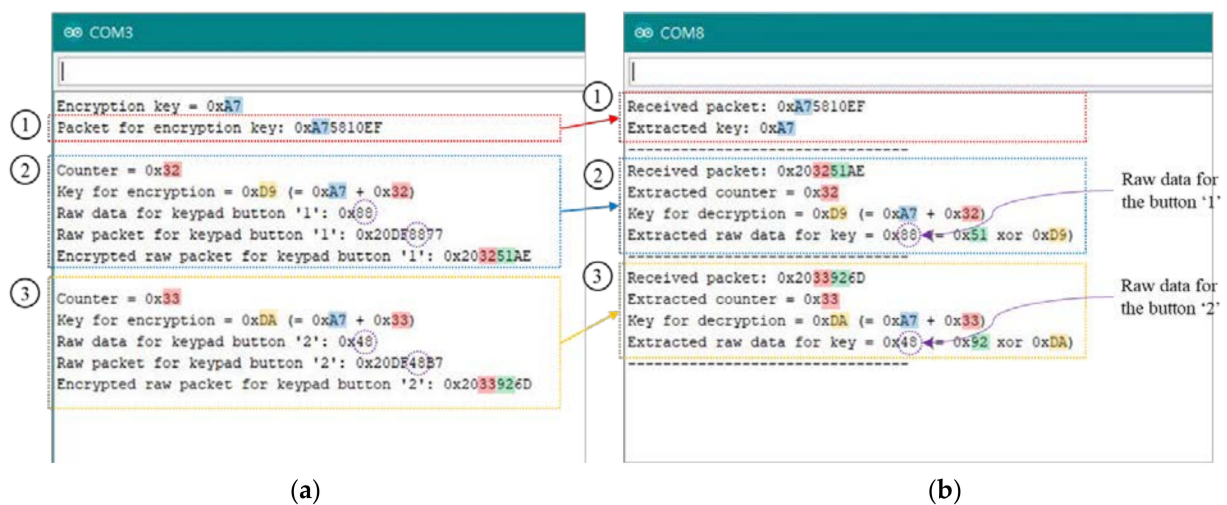 COM3
Encryption key = 0xA7
① Packet for encryption key: 0xA75810EF
② Counter = 0x32
Key for encryption = 0xD9 (= 0xA7 + 0x32)
Raw data for keypad button '1': 0x88
Raw packet for keypad button '1': 0x20DF8877
Encrypted raw packet for keypad button '1': 0x203251AE
③ Counter = 0x33
Key for encryption = 0xDA (= 0xA7 + 0x33)
Raw data for keypad button '2': 0x48
Raw packet for keypad button '2': 0x20DF48B7
Encrypted raw packet for keypad button '2': 0x2033926D
(a)
COM8
① Received packet: 0xA75810EF
Extracted key: 0xA7
② Received packet: 0x203251AE
Extracted counter = 0x32
Key for decryption = 0xD9 (= 0xA7 + 0x32)
Extracted raw data for key = 0x88 (= 0x51 xor 0xD9)
Raw data for
the button ‘1’
③ Received packet: 0x2033926D
Extracted counter = 0x33
Key for decryption = 0xDA (= 0xA7 + 0x33)
Extracted raw data for key = 0x48 (= 0x92 xor 0xDA)
Raw data for
the button ‘2’
(b)